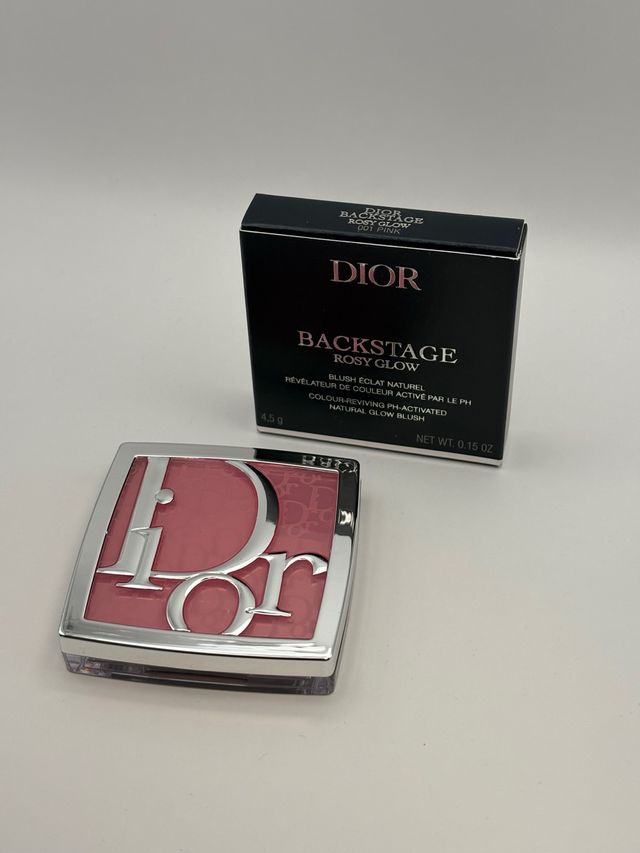 DIOR
BACKSTAGE
ROSY GLOW
001 PINK
DIOR
BACKSTAGE
ROSY GLOW
BLUSH ÉCLAT NATUREL
RÉVÉLATEUR DE COULEUR ACTIVÉ PAR LE PH
COLOUR-REVIVING PH-ACTIVATED
NATURAL GLOW BLUSH
4,5 g
NET WT. 0.15 OZ
Dior